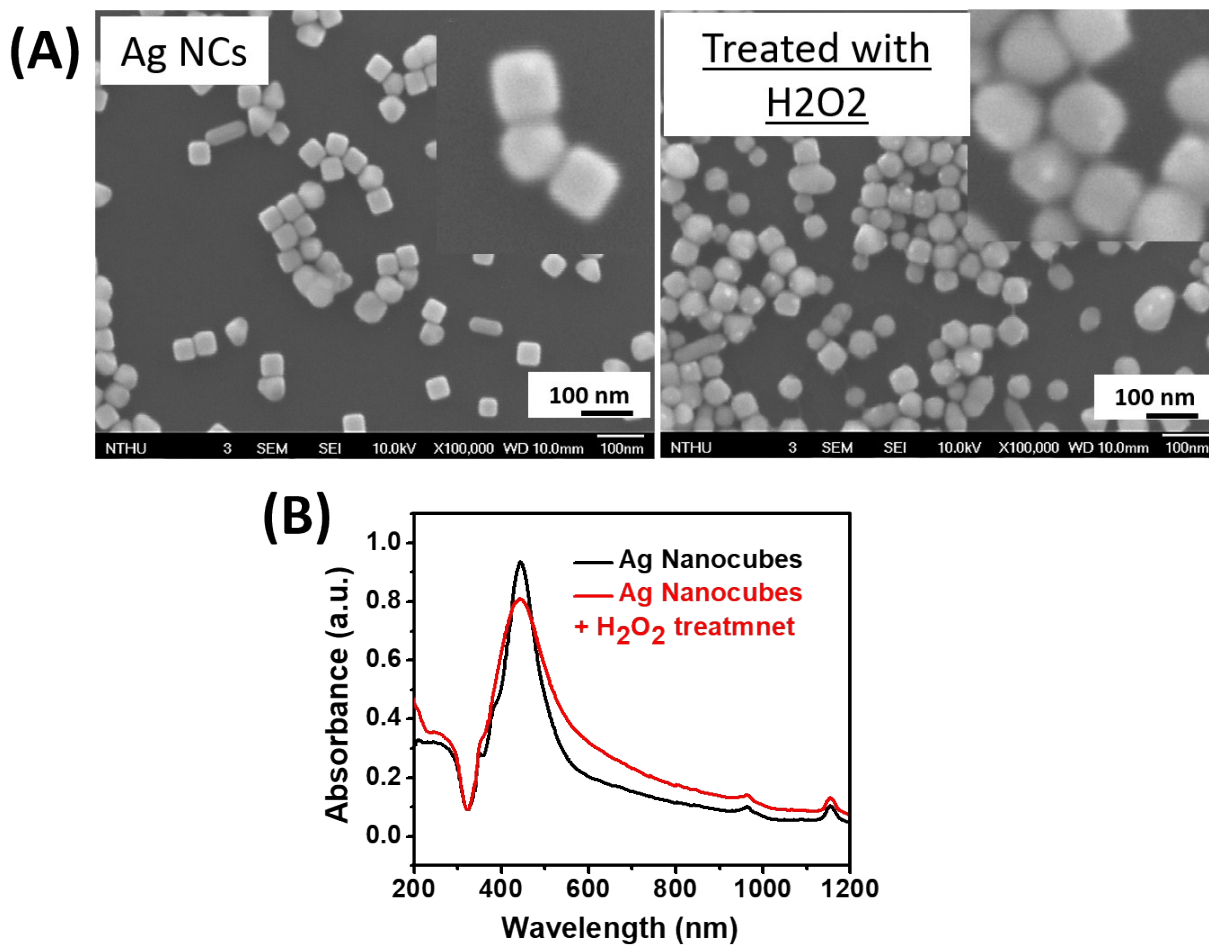 (A)
Ag NCs
Treated with
H2O2
100 nm
100 nm
NTHU 3 SEM SEI 10.0kV X100,000 WD 10.0mm 100nm
NTHU 3 SEM SEI 10.0kV X100,000 WD 10.0mm 100nm
(B)
Absorbance (a.u.)
1.0
0.8
0.6
0.4
0.2
0.0
Ag Nanocubes
Ag Nanocubes
+ H2O2 treatmnet
200 400 600 800 1000 1200
Wavelength (nm)